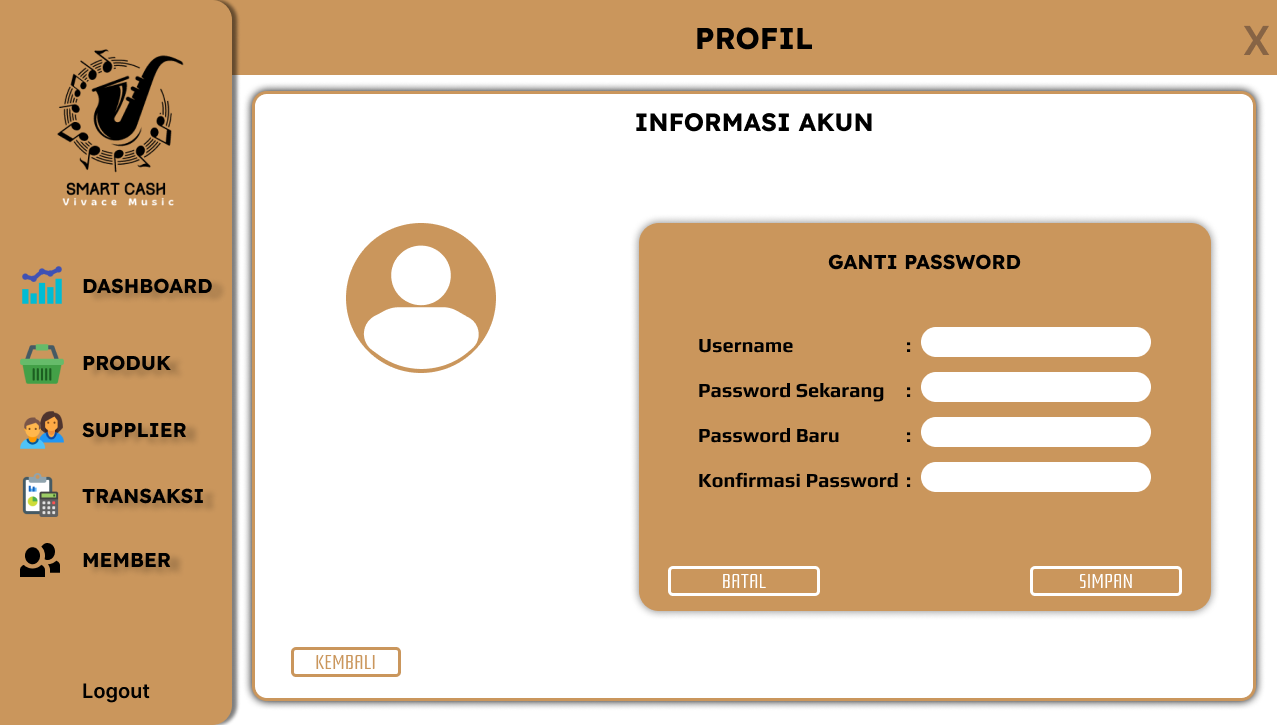 PROFIL
X
SMART CASH
Vivace Music
DASHBOARD
PRODUK
SUPPLIER
TRANSAKSI
MEMBER
Logout
INFORMASI AKUN
GANTI PASSWORD
Username :
Password Sekarang :
Password Baru :
Konfirmasi Password :
BATAL
SIMPAN
KEMBALI